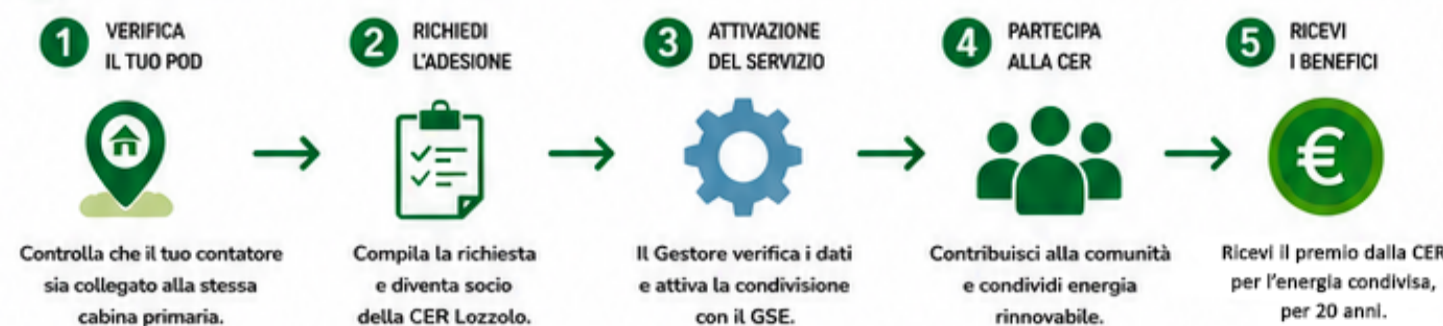 1 VERIFICA
IL TUO POD
2 RICHIEDI
L'ADESIONE
3 ATTIVAZIONE
DEL SERVIZIO
4 PARTECIPA
ALLA CER
5 RICEVI
I BENEFICI
€
Controlla che il tuo contatore
sia collegato alla stessa
cabina primaria.
Compila la richiesta
e diventa socio
della CER Lozzolo.
Il Gestore verifica i dati
e attiva la condivisione
con il GSE.
Contribuisci alla comunità
e condividi energia
rinnovabile.
Ricevi il premio dalla CER
per l'energia condivisa,
per 20 anni.